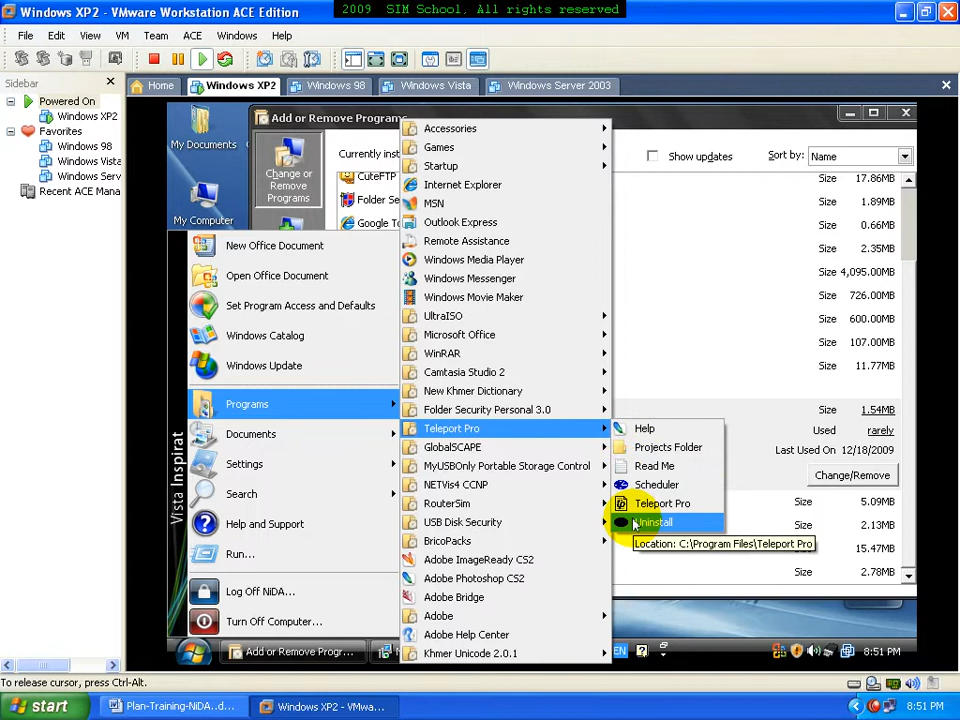 Windows XP2 - VMware Workstation ACE Edition
2009 SIM School, All rights reserved
File Edit View VM Team ACE Windows Help
Sidebar
Powered On
Windows XP2
Favorites
Windows 98
Windows Vista
Windows Serv
Recent ACE Mana
Home
Windows XP2
Windows 98
Windows Vista
Windows Server 2003
My Documents
My Computer
Add or Remove Programs
Change or
Remove
Programs
Currently inst
CuteFTP
Folder Se
Google To
Show updates
Sort by:
Name
Size 17.86MB
Size 1.89MB
Size 0.66MB
Size 2.35MB
Size 4,095.00MB
Size 726.00MB
Size 600.00MB
Size 107.00MB
Size 11.77MB
Size 1.54MB
Used rarely
Last Used On 12/18/2009
Change/Remove
Size 5.09MB
Size 2.13MB
Size 15.47MB
Size 2.78MB
New Office Document
Open Office Document
Set Program Access and Defaults
Windows Catalog
Windows Update
Programs
Documents
Settings
Search
Help and Support
Run...
Log Off NiDA...
Turn Off Computer...
Vista Inspirat
Accessories
Games
Startup
Internet Explorer
MSN
Outlook Express
Remote Assistance
Windows Media Player
Windows Messenger
Windows Movie Maker
UltraISO
Microsoft Office
WinRAR
Camtasia Studio 2
New Khmer Dictionary
Folder Security Personal 3.0
Teleport Pro
GlobalSCAPE
MyUSBOnly Portable Storage Control
NETVis4 CCNP
RouterSim
USB Disk Security
BricoPacks
Adobe ImageReady CS2
Adobe Photoshop CS2
Adobe Bridge
Adobe
Adobe Help Center
Khmer Unicode 2.0.1
Help
Projects Folder
Read Me
Scheduler
Teleport Pro
Uninstall
Location: C:\Program Files\Teleport Pro
Add or Remove Progr...
EN
8:51 PM
To release cursor, press Ctrl-Alt.
start
Plan-Training-NiDA..d...
Windows XP2 - VMwa...
8:51 PM